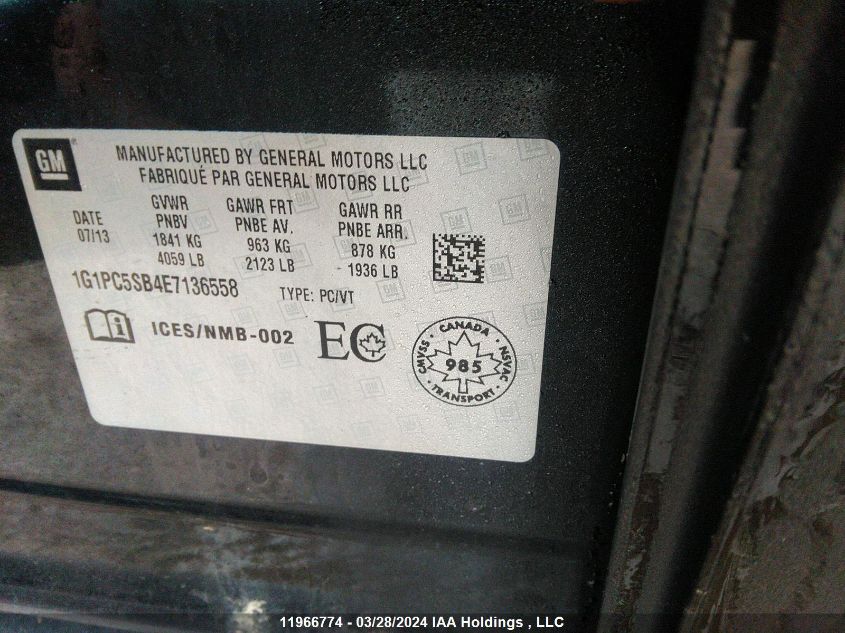 GM
MANUFACTURED BY GENERAL MOTORS LLC
FABRIQUÉ PAR GENERAL MOTORS LLC
DATE
07/13
GVWR
PNBV
1841 KG
4059 LB
GAWR FRT
PNBE AV.
963 KG
2123 LB
GAWR RR
PNBE ARR.
878 KG
1936 LB
1G1PC5SB4E7136558
TYPE: PC/VT
i ICES/NMB-002 EC
CANADA
CMVSS 985 NSVAC
TRANSPORT
11966774 - 03/28/2024 IAA Holdings , LLC